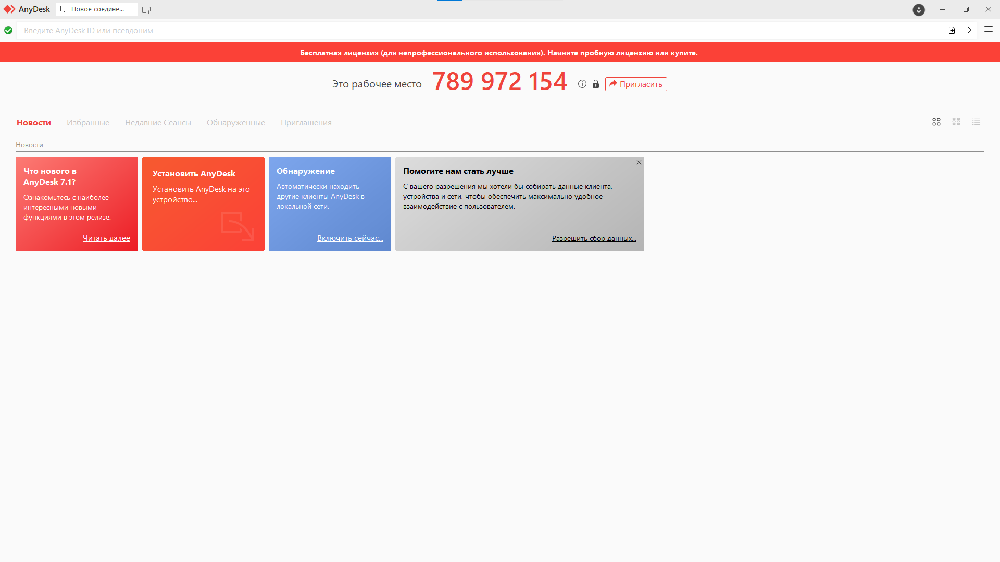 AnyDesk
Новое соедине...
Введите AnyDesk ID или псевдоним
Бесплатная лицензия (для непрофессионального использования). Начните пробную лицензию или купите.
Это рабочее место 789 972 154 Пригласить
Новости Избранные Недавние Сеансы Обнаруженные Приглашения
Новости
Что нового в
AnyDesk 7.1?
Ознакомьтесь с наиболее
интересными новыми
функциями в этом релизе.
Читать далее
Установить AnyDesk
Установить AnyDesk на это
устройство...
Обнаружение
Автоматически находить
другие клиенты AnyDesk в
локальной сети.
Включить сейчас...
Помогите нам стать лучше
С вашего разрешения мы хотели бы собирать данные клиента,
устройства и сети, чтобы обеспечить максимально удобное
взаимодействие с пользователем.
Разрешить сбор данных...